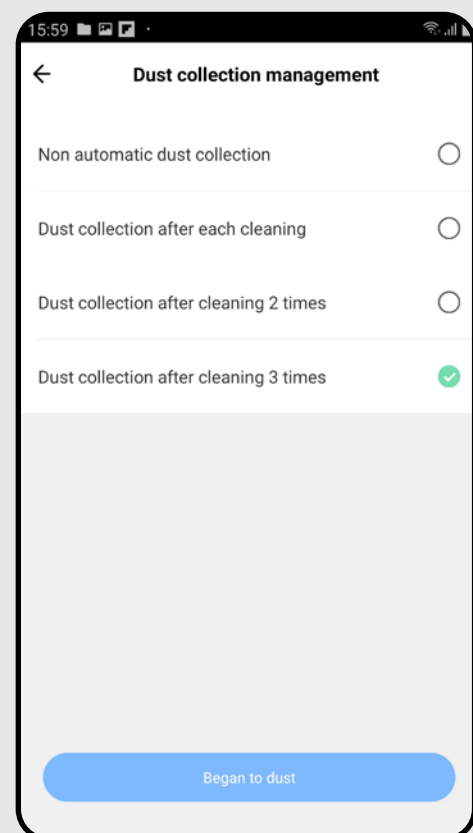 15:59
Dust collection management
Non automatic dust collection
Dust collection after each cleaning
Dust collection after cleaning 2 times
Dust collection after cleaning 3 times
Began to dust